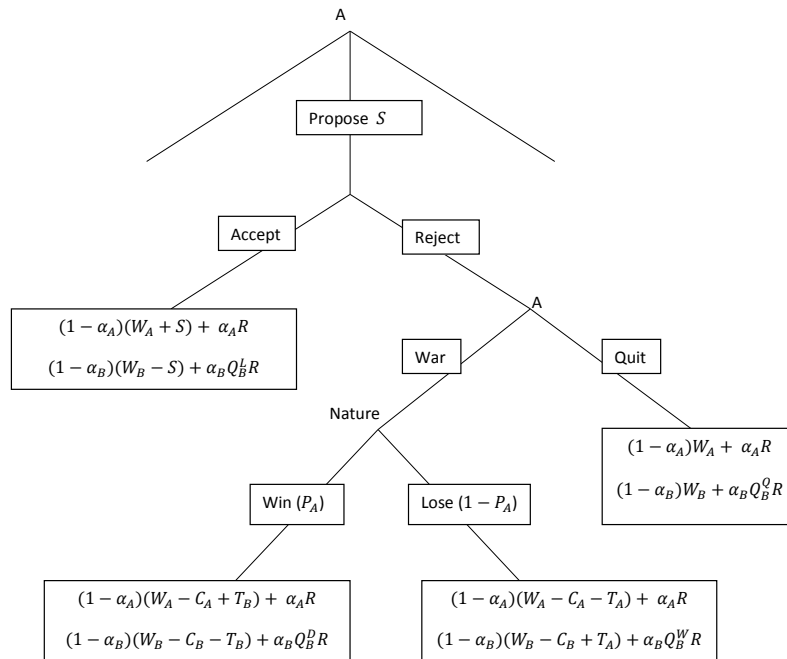 A
Propose S
Accept
Reject
(1 − α_A)(W_A + S) + α_A R
(1 − α_B)(W_B − S) + α_B Q_B^L R
A
War
Quit
Nature
(1 − α_A)W_A + α_A R
(1 − α_B)W_B + α_B Q_B^Q R
Win (P_A)
Lose (1 − P_A)
(1 − α_A)(W_A − C_A + T_B) + α_A R
(1 − α_B)(W_B − C_B − T_B) + α_B Q_B^D R
(1 − α_A)(W_A − C_A − T_A) + α_A R
(1 − α_B)(W_B − C_B + T_A) + α_B Q_B^W R